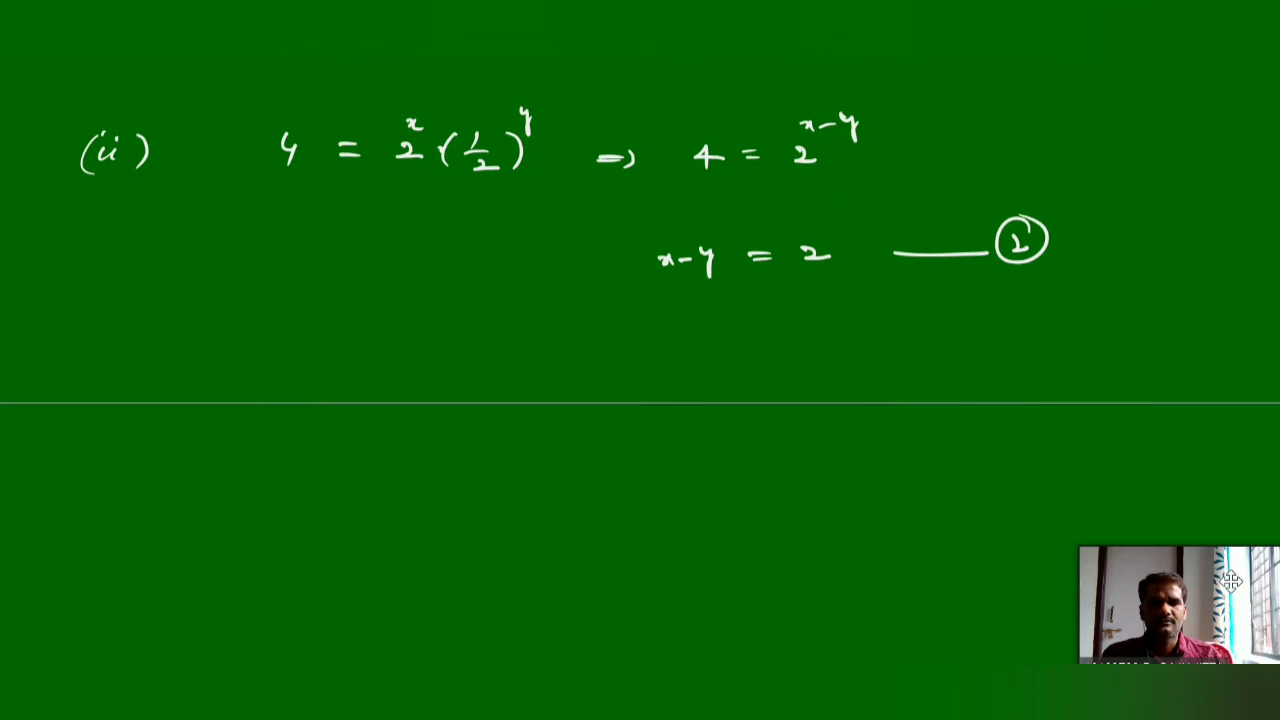 (ii) 4 = 2^x (1/2)^y => 4 = 2^(x-y)
x-y = 2 —— ②